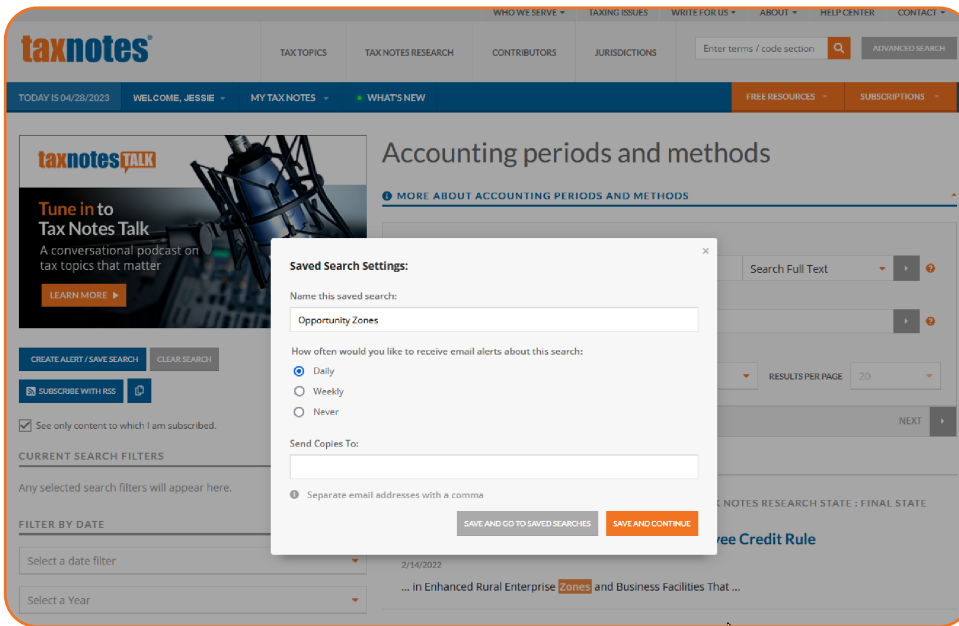 WHO WE SERVE TAXING ISSUES WRITE FOR US ABOUT HELP CENTER CONTACT
taxnotes®
TAX TOPICS TAX NOTES RESEARCH CONTRIBUTORS JURISDICTIONS Enter terms / code section ADVANCED SEARCH
TODAY IS 04/28/2023 WELCOME, JESSIE MY TAX NOTES WHAT'S NEW FREE RESOURCES SUBSCRIPTIONS
taxnotes TALK
Tune in to
Tax Notes Talk
A conversational podcast on
tax topics that matter
LEARN MORE
Accounting periods and methods
MORE ABOUT ACCOUNTING PERIODS AND METHODS
Saved Search Settings:
Name this saved search:
Opportunity Zones
How often would you like to receive email alerts about this search:
Daily
Weekly
Never
Send Copies To:
Separate email addresses with a comma
SAVE AND GO TO SAVED SEARCHES SAVE AND CONTINUE
Search Full Text
RESULTS PER PAGE 20
NEXT
CREATE ALERT / SAVE SEARCH CLEAR SEARCH
SUBSCRIBE WITH RSS
See only content to which I am subscribed.
CURRENT SEARCH FILTERS
Any selected search filters will appear here.
FILTER BY DATE
Select a date filter
Select a Year
NOTES RESEARCH STATE : FINAL STATE
Credit Rule
2/14/2022
... in Enhanced Rural Enterprise Zones and Business Facilities That ...